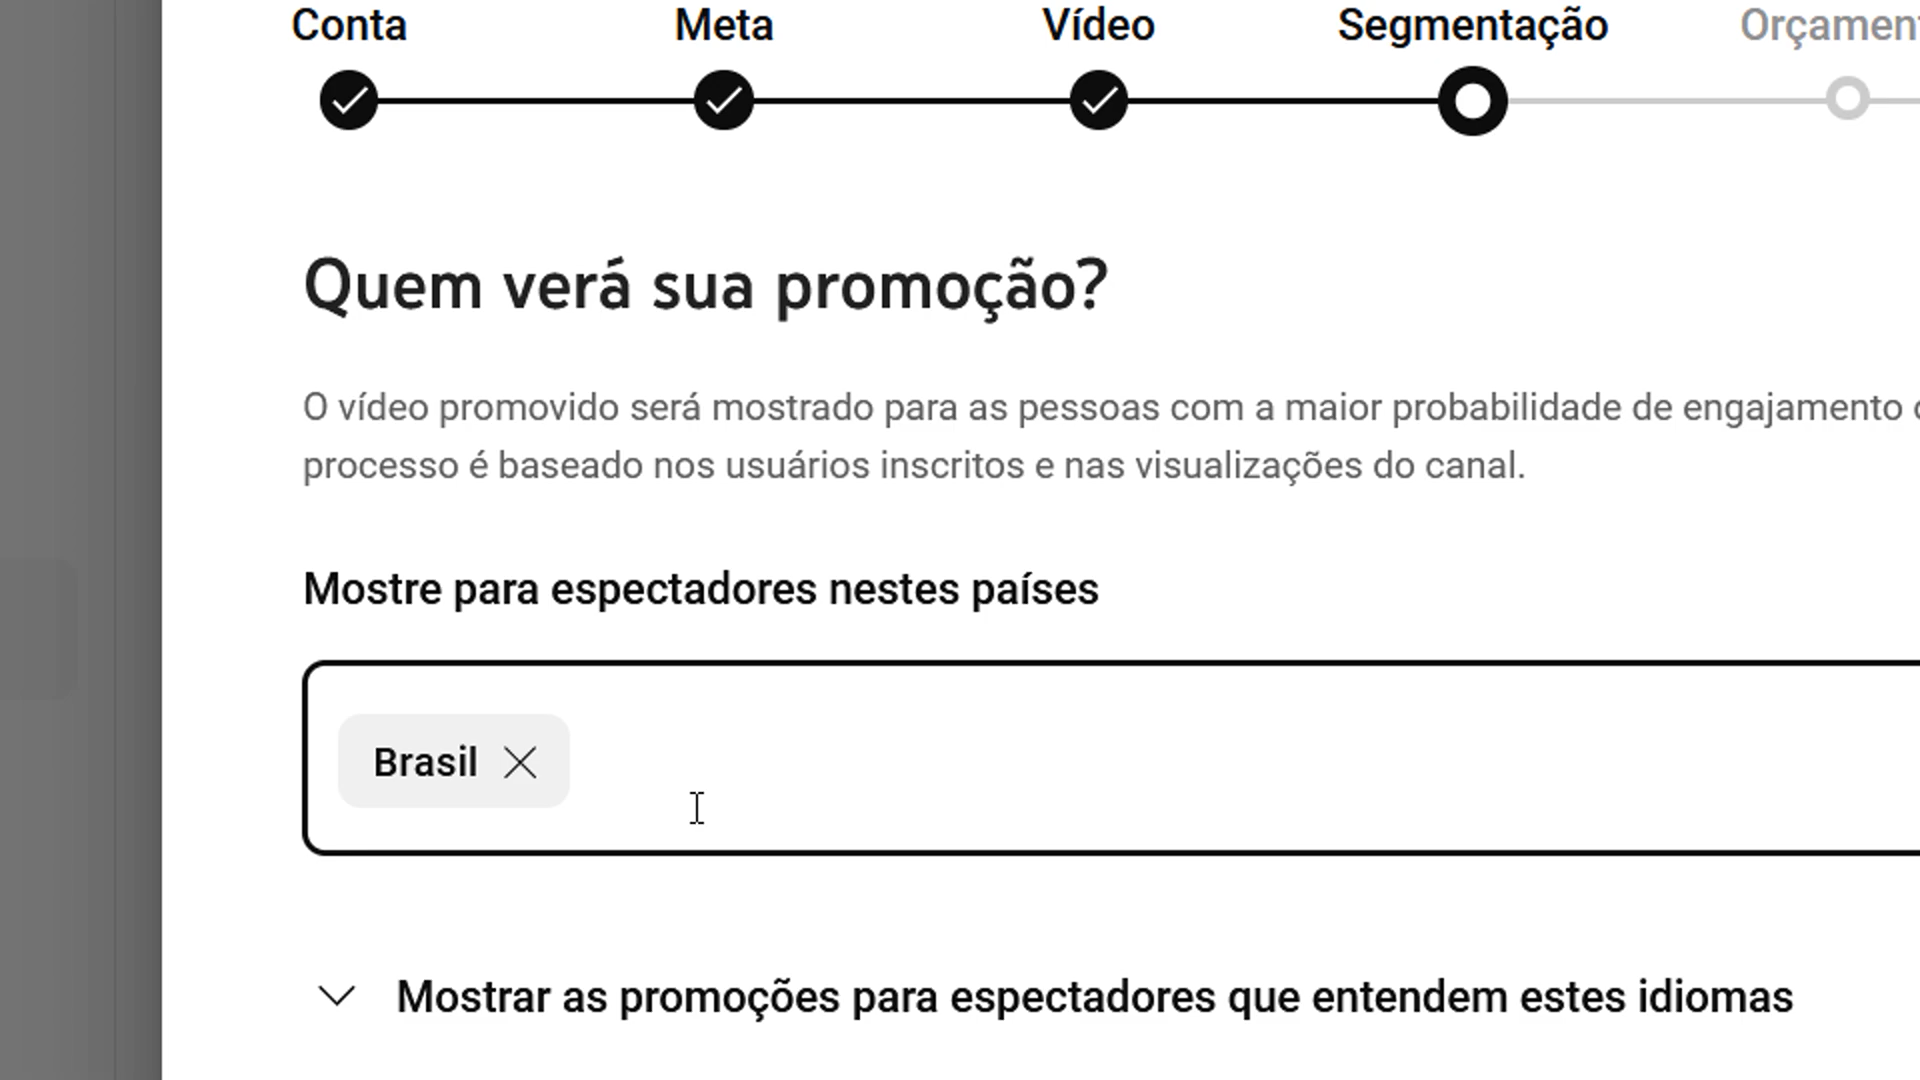 Conta Meta Vídeo Segmentação
Quem verá sua promoção?
O vídeo promovido será mostrado para as pessoas com a maior probabilidade de engajamento
processo é baseado nos usuários inscritos e nas visualizações do canal.
Mostre para espectadores nestes países
Brasil
Mostrar as promoções para espectadores que entendem estes idiomas